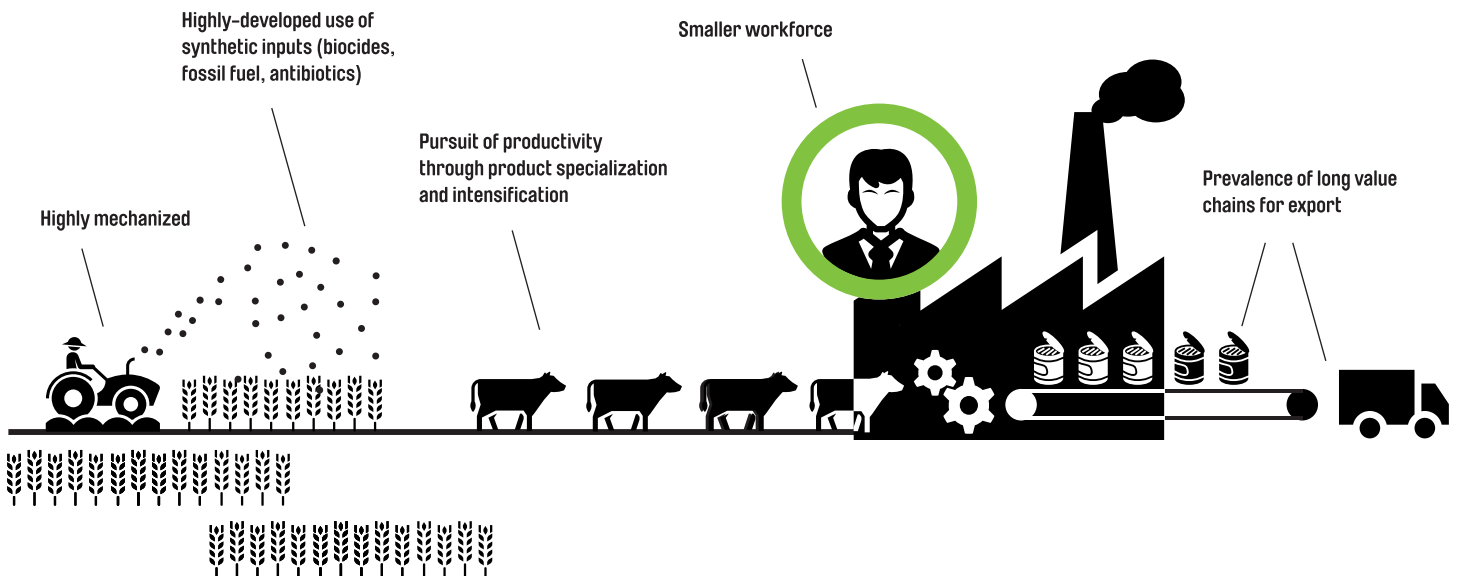 Highly-developed use of
synthetic inputs (biocides,
fossil fuel, antibiotics)
Smaller workforce
Pursuit of productivity
through product specialization
and intensification
Prevalence of long value
chains for export
Highly mechanized